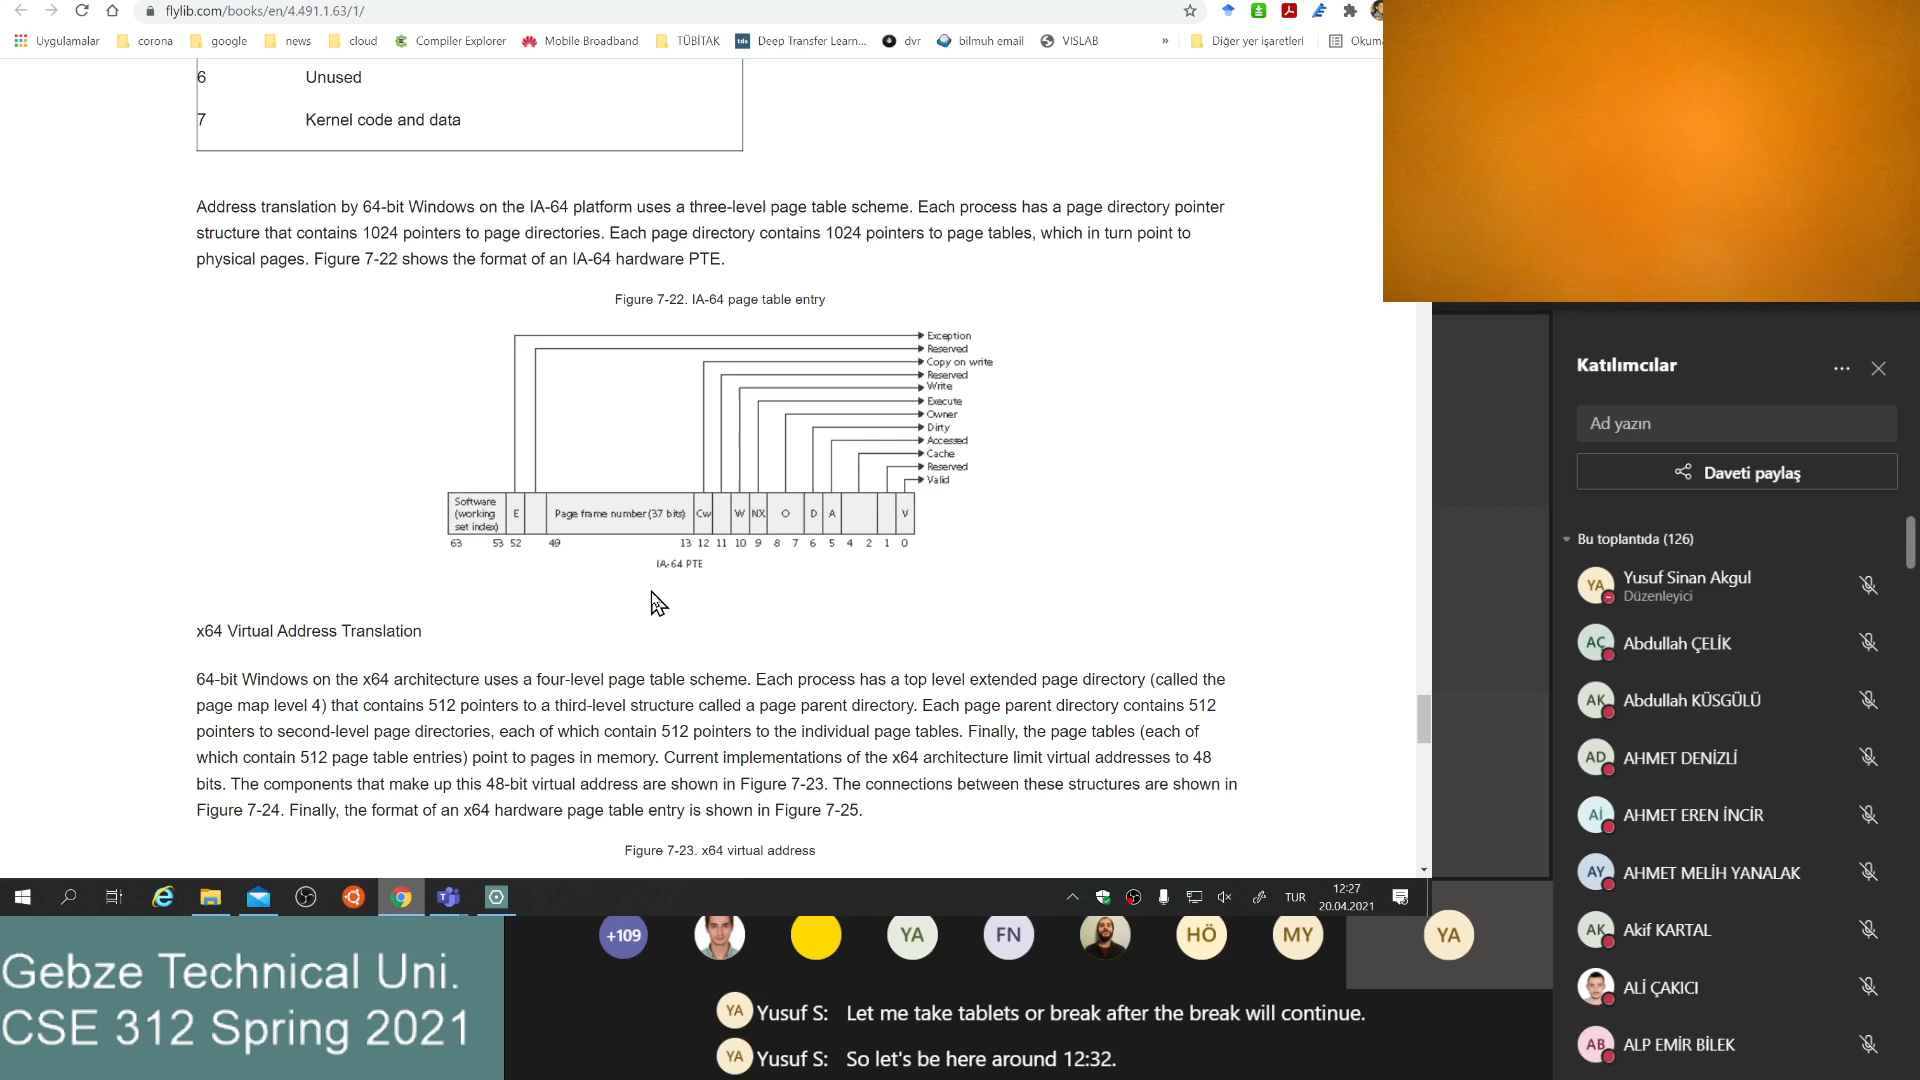 flylib.com/books/en/4.491.1.63/1/
Uygulamalar corona google news cloud Compiler Explorer Mobile Broadband TÜBİTAK tds Deep Transfer Learn... dvr bilmuh email VISLAB » Diğer yer işaretleri Okum
6 Unused
7 Kernel code and data
Address translation by 64-bit Windows on the IA-64 platform uses a three-level page table scheme. Each process has a page directory pointer
structure that contains 1024 pointers to page directories. Each page directory contains 1024 pointers to page tables, which in turn point to
physical pages. Figure 7-22 shows the format of an IA-64 hardware PTE.
Figure 7-22. IA-64 page table entry
Exception
Reserved
Copy on write
Reserved
Write
Execute
Owner
Dirty
Accessed
Cache
Reserved
Valid
Software
(working
set index)
E Page frame number (37 bits) Cw W NX O D A V
63 53 52 49 13 12 11 10 9 8 7 6 5 4 2 1 0
IA-64 PTE
x64 Virtual Address Translation
64-bit Windows on the x64 architecture uses a four-level page table scheme. Each process has a top level extended page directory (called the
page map level 4) that contains 512 pointers to a third-level structure called a page parent directory. Each page parent directory contains 512
pointers to second-level page directories, each of which contain 512 pointers to the individual page tables. Finally, the page tables (each of
which contain 512 page table entries) point to pages in memory. Current implementations of the x64 architecture limit virtual addresses to 48
bits. The components that make up this 48-bit virtual address are shown in Figure 7-23. The connections between these structures are shown in
Figure 7-24. Finally, the format of an x64 hardware page table entry is shown in Figure 7-25.
Figure 7-23. x64 virtual address
TUR
12:27
20.04.2021
Katılımcılar
Ad yazın
Daveti paylaş
Bu toplantıda (126)
YA Yusuf Sinan Akgul
Düzenleyici
AÇ Abdullah ÇELİK
AK Abdullah KÜSGÜLÜ
AD AHMET DENİZLİ
Aİ AHMET EREN İNCİR
AY AHMET MELİH YANALAK
AK Akif KARTAL
ALİ ÇAKICI
AB ALP EMİR BİLEK
+109 YA FN HÖ MY YA
Gebze Technical Uni.
CSE 312 Spring 2021
YA Yusuf S: Let me take tablets or break after the break will continue.
YA Yusuf S: So let's be here around 12:32.